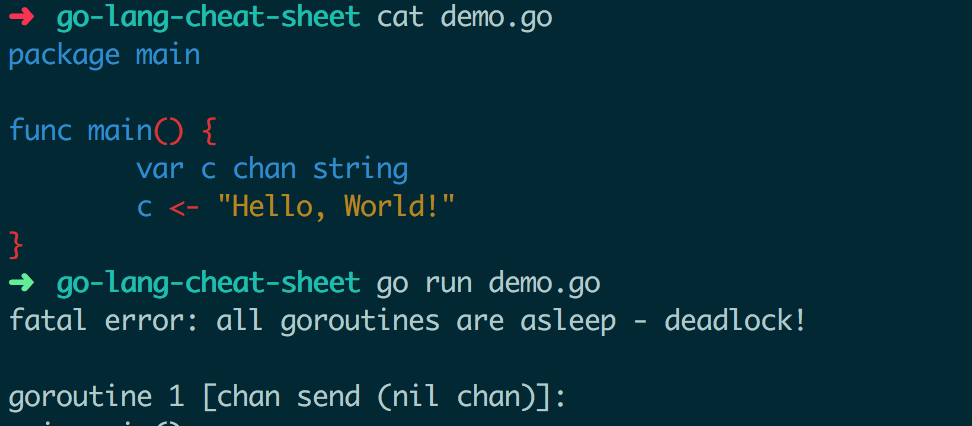 ➜ go-lang-cheat-sheet cat demo.go
package main
func main() {
var c chan string
c <- "Hello, World!"
}
➜ go-lang-cheat-sheet go run demo.go
fatal error: all goroutines are asleep - deadlock!
goroutine 1 [chan send (nil chan)]: